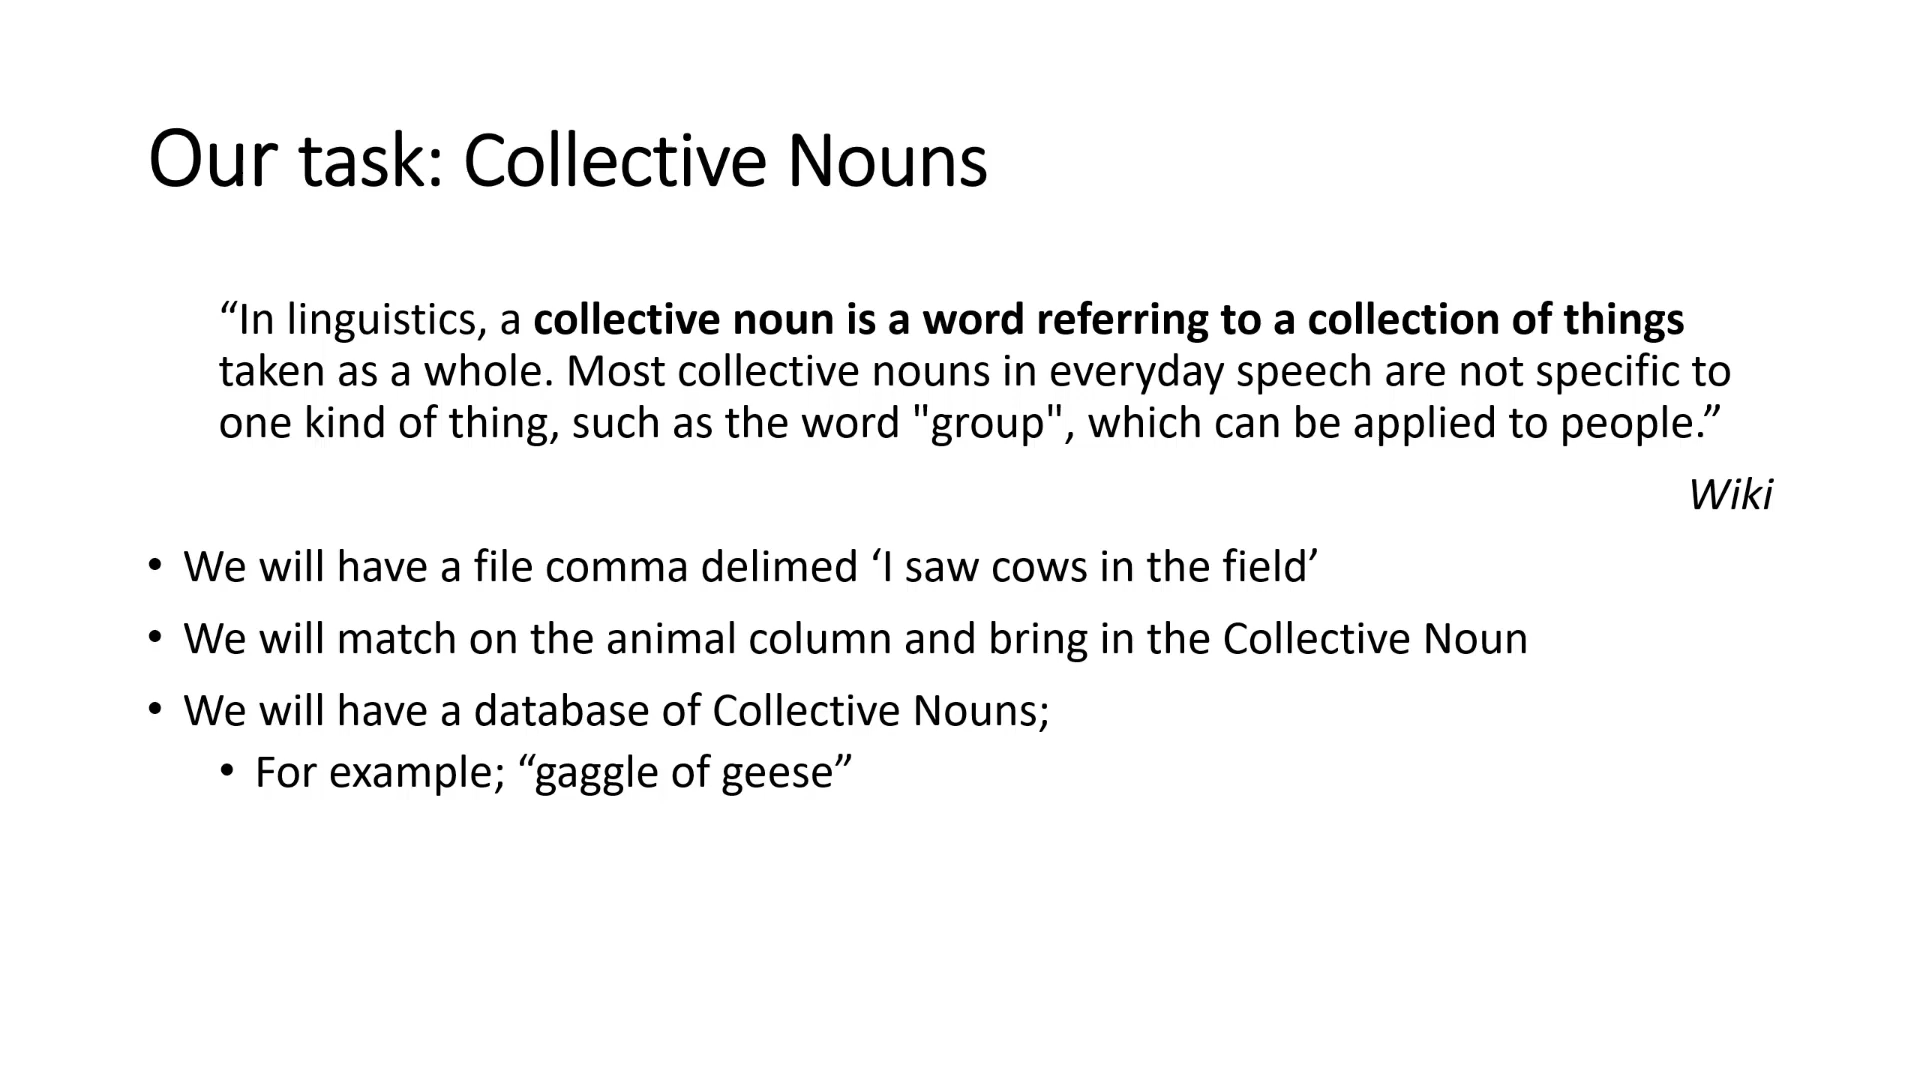 Our task: Collective Nouns
“In linguistics, a collective noun is a word referring to a collection of things
taken as a whole. Most collective nouns in everyday speech are not specific to
one kind of thing, such as the word "group", which can be applied to people.”
Wiki
• We will have a file comma delimed ‘I saw cows in the field’
• We will match on the animal column and bring in the Collective Noun
• We will have a database of Collective Nouns;
• For example; “gaggle of geese”